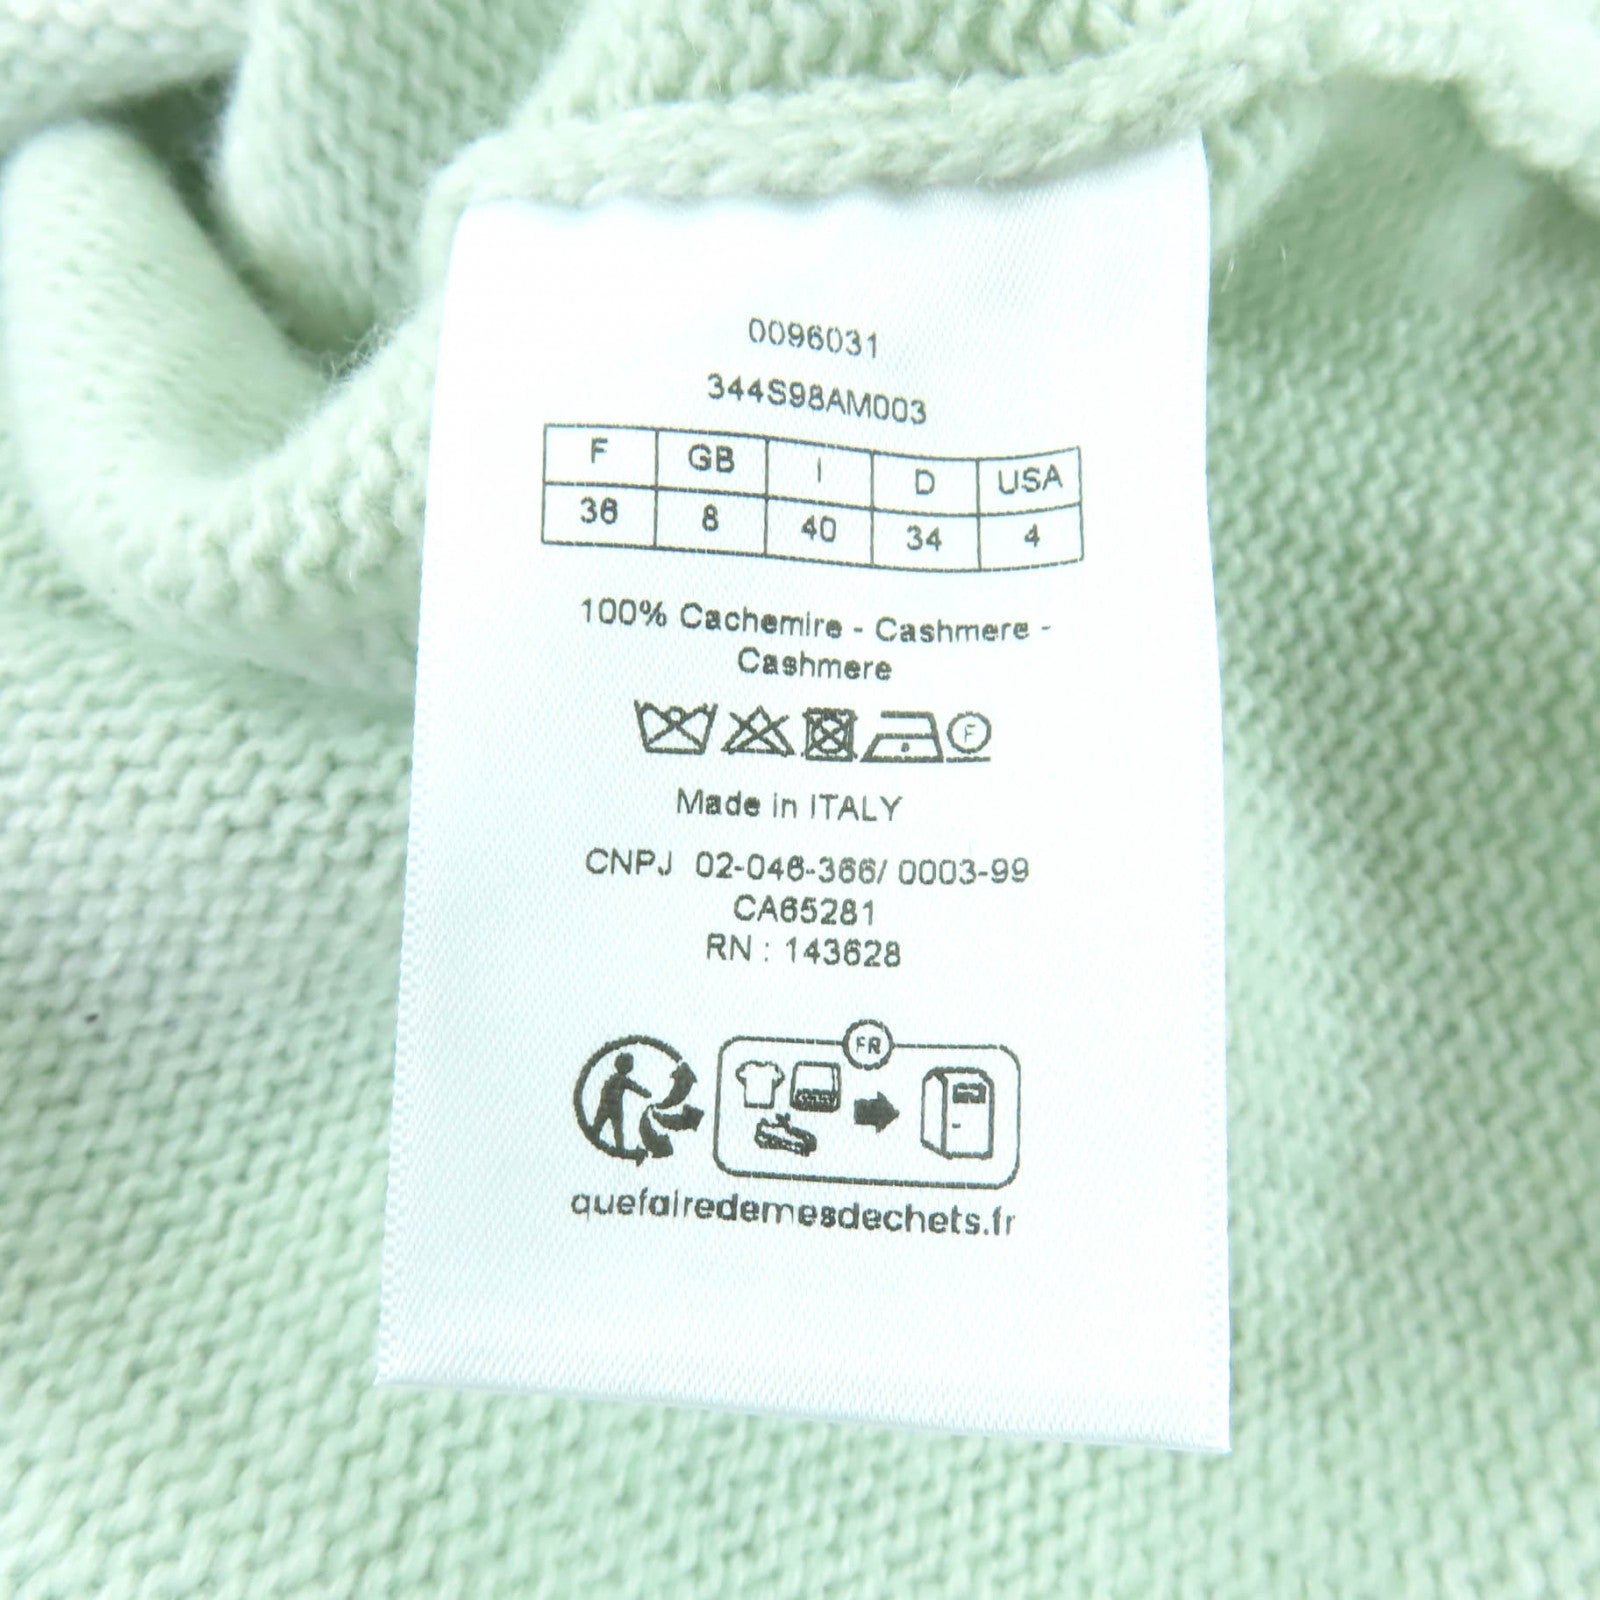 0096031
344S98AM003
F GB I D USA
36 8 40 34 4
100% Cachemire - Cashmere -
Cashmere
F
Made in ITALY
CNPJ 02-046-366/ 0003-99
CA65281
RN : 143628
FR
quefairedemesdechets.fr